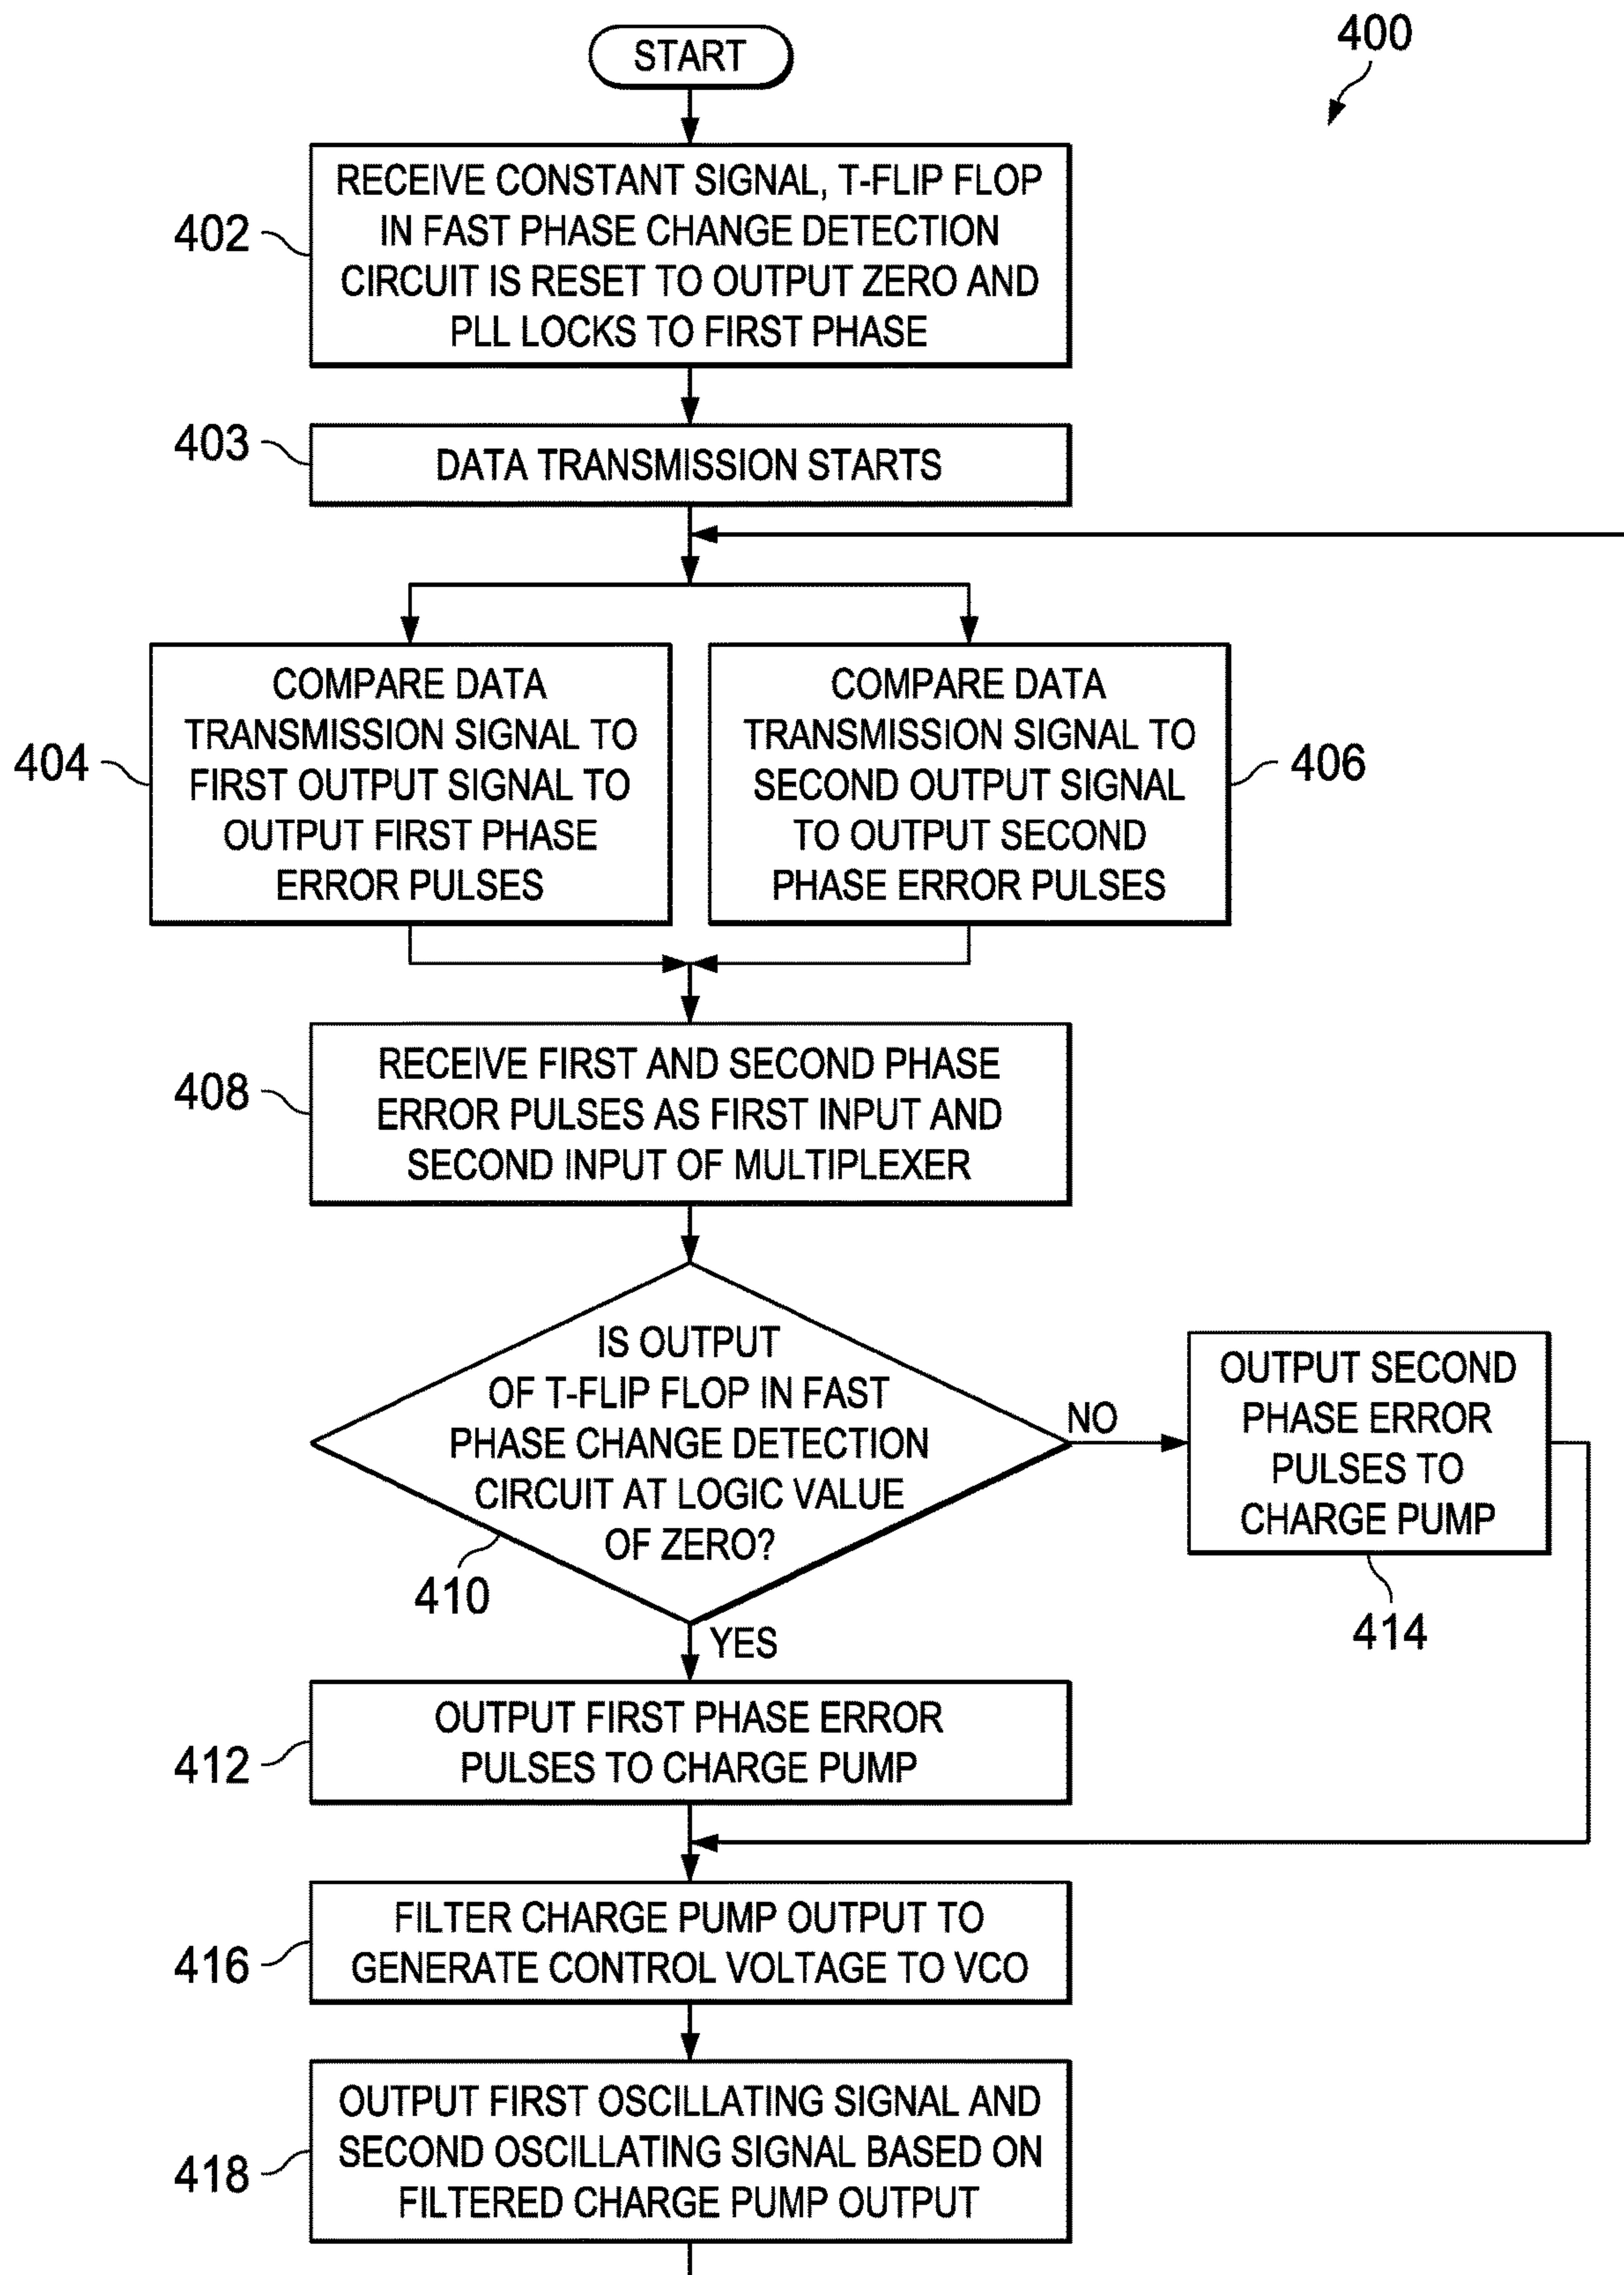 START
400
RECEIVE CONSTANT SIGNAL, T-FLIP FLOP
IN FAST PHASE CHANGE DETECTION
CIRCUIT IS RESET TO OUTPUT ZERO AND
PLL LOCKS TO FIRST PHASE
402
403
DATA TRANSMISSION STARTS
COMPARE DATA
TRANSMISSION SIGNAL TO
FIRST OUTPUT SIGNAL TO
OUTPUT FIRST PHASE
ERROR PULSES
404
COMPARE DATA
TRANSMISSION SIGNAL TO
SECOND OUTPUT SIGNAL
TO OUTPUT SECOND
PHASE ERROR PULSES
406
RECEIVE FIRST AND SECOND PHASE
ERROR PULSES AS FIRST INPUT AND
SECOND INPUT OF MULTIPLEXER
408
IS OUTPUT
OF T-FLIP FLOP IN FAST
PHASE CHANGE DETECTION
CIRCUIT AT LOGIC VALUE
OF ZERO?
410
NO
OUTPUT SECOND
PHASE ERROR
PULSES TO
CHARGE PUMP
414
YES
OUTPUT FIRST PHASE ERROR
PULSES TO CHARGE PUMP
412
FILTER CHARGE PUMP OUTPUT TO
GENERATE CONTROL VOLTAGE TO VCO
416
OUTPUT FIRST OSCILLATING SIGNAL AND
SECOND OSCILLATING SIGNAL BASED ON
FILTERED CHARGE PUMP OUTPUT
418